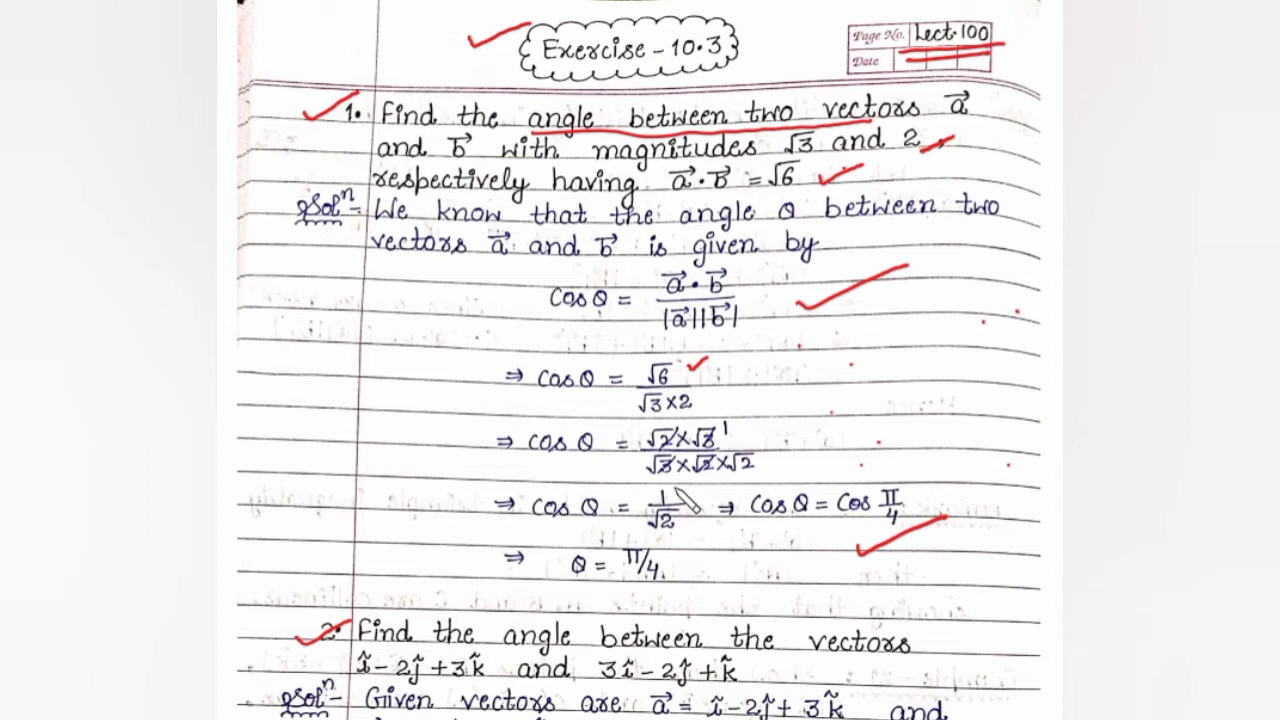 Exercise - 10.3
Page No. Lect. 100
Date
1. Find the angle between two vectors a⃗
and b⃗ with magnitudes √3 and 2
respectively having a⃗·b⃗ = √6
Solⁿ- We know that the angle θ between two
vectors a⃗ and b⃗ is given by
Cos θ = a⃗·b⃗ / |a⃗||b⃗|
⇒ Cos θ = √6 / √3×2
⇒ Cos θ = √2×√3 1 / √3×√2×√2
⇒ Cos θ = 1/√2 ⇒ Cos θ = Cos π/4
⇒ θ = π/4.
2. Find the angle between the vectors
î - 2ĵ + 3k̂ and 3î - 2ĵ + k̂
Solⁿ- Given vectors are a⃗ = î - 2ĵ + 3k̂ and